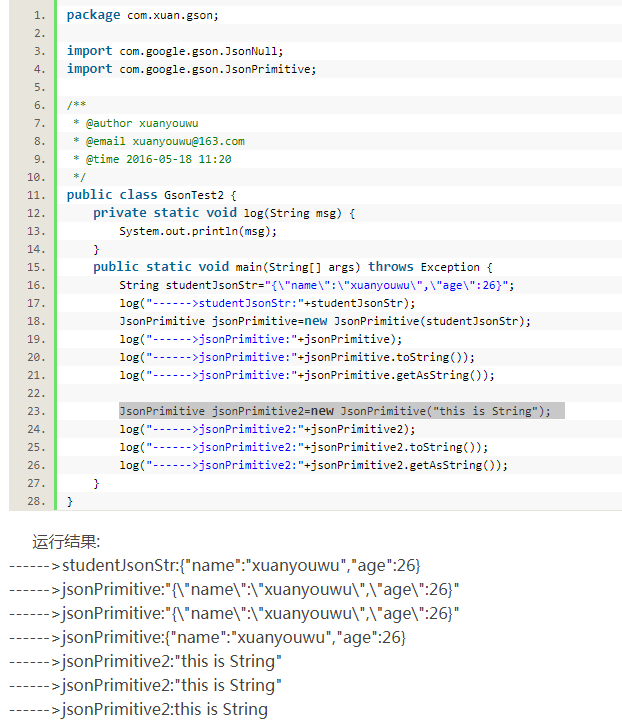 1. package com.xuan.gson;
2.
3. import com.google.gson.JsonNull;
4. import com.google.gson.JsonPrimitive;
5.
6. /**
7.  * @author xuanyouwu
8.  * @email xuanyouwu@163.com
9.  * @time 2016-05-18 11:20
10.  */
11. public class GsonTest2 {
12.     private static void log(String msg) {
13.         System.out.println(msg);
14.     }
15.     public static void main(String[] args) throws Exception {
16.         String studentJsonStr="{\"name\":\"xuanyouwu\",\"age\":26}";
17.         log("------>studentJsonStr:"+studentJsonStr);
18.         JsonPrimitive jsonPrimitive=new JsonPrimitive(studentJsonStr);
19.         log("------>jsonPrimitive:"+jsonPrimitive);
20.         log("------>jsonPrimitive:"+jsonPrimitive.toString());
21.         log("------>jsonPrimitive:"+jsonPrimitive.getAsString());
22.
23.         JsonPrimitive jsonPrimitive2=new JsonPrimitive("this is String");
24.         log("------>jsonPrimitive2:"+jsonPrimitive2);
25.         log("------>jsonPrimitive2:"+jsonPrimitive2.toString());
26.         log("------>jsonPrimitive2:"+jsonPrimitive2.getAsString());
27.     }
28. }
运行结果:
------>studentJsonStr:{"name":"xuanyouwu","age":26}
------>jsonPrimitive:"{\"name\":\"xuanyouwu\",\"age\":26}"
------>jsonPrimitive:"{\"name\":\"xuanyouwu\",\"age\":26}"
------>jsonPrimitive:{"name":"xuanyouwu","age":26}
------>jsonPrimitive2:"this is String"
------>jsonPrimitive2:"this is String"
------>jsonPrimitive2:this is String